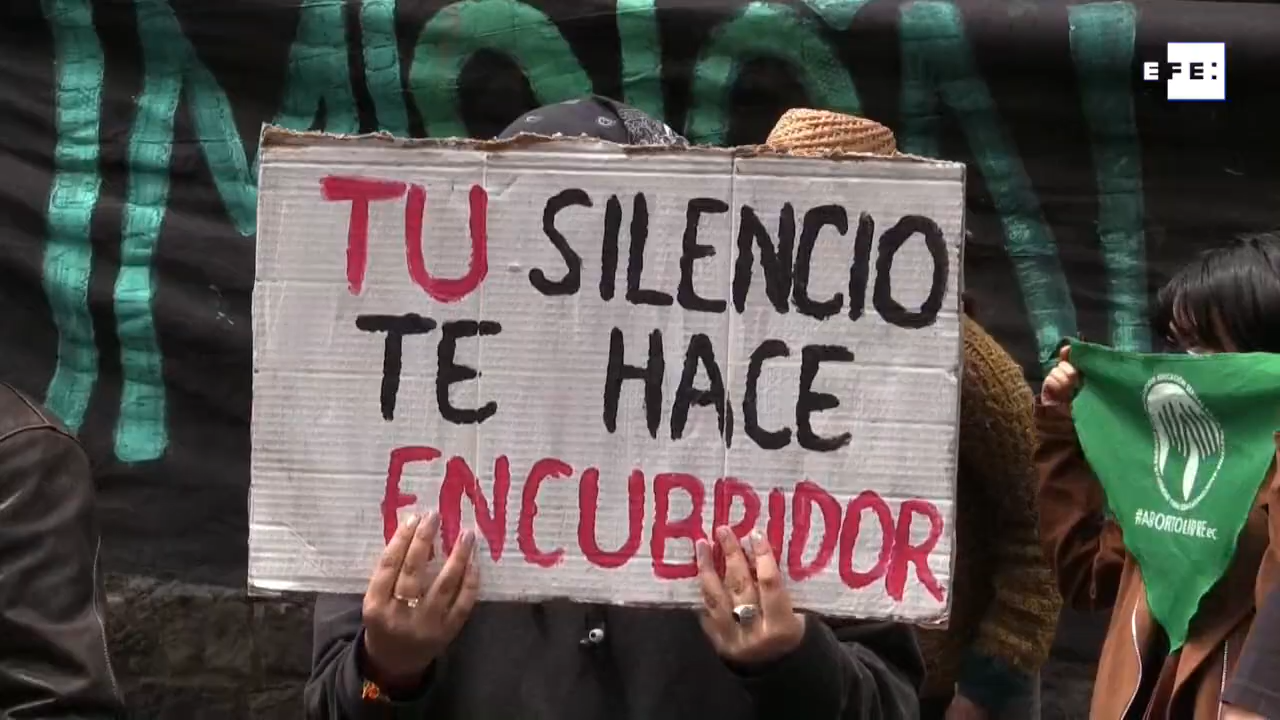 EFE:
TU SILENCIO
TE HACE
ENCUBRIDOR
#ABORTOLIBREec